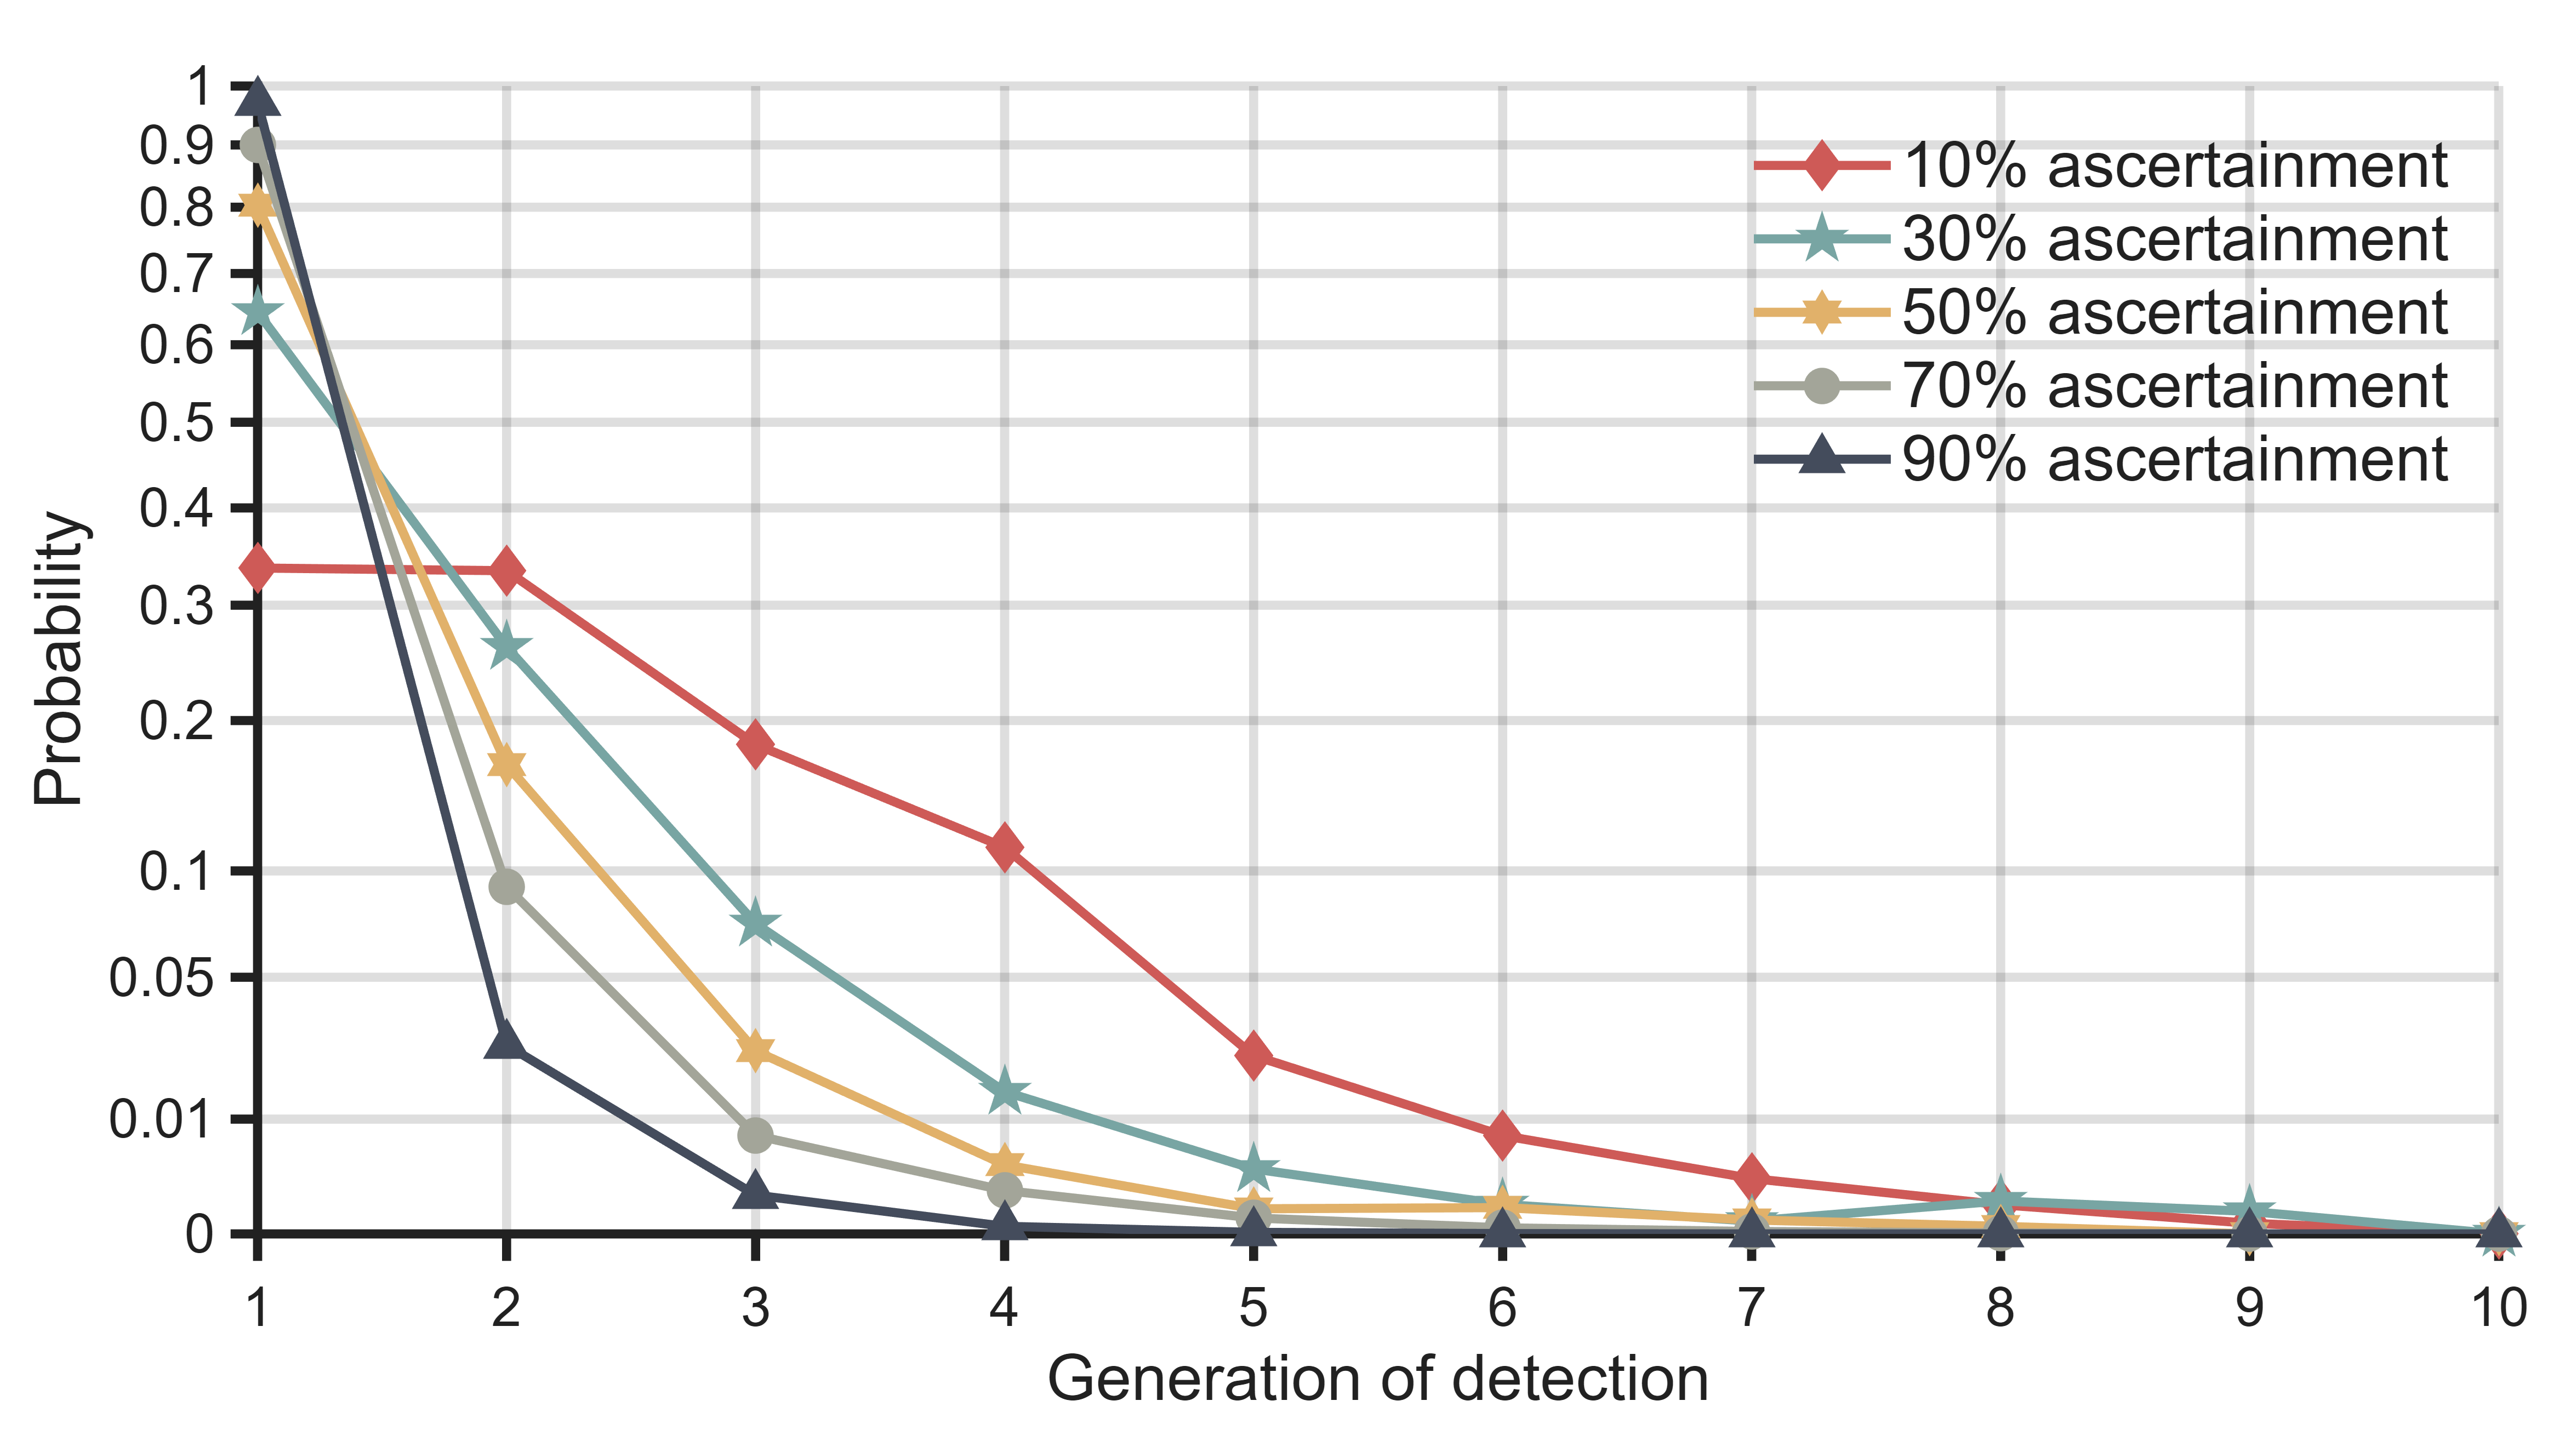 1
0.9
0.8
0.7
0.6
0.5
0.4
0.3
0.2
0.1
0.05
0.01
0
Probability
10% ascertainment
30% ascertainment
50% ascertainment
70% ascertainment
90% ascertainment
1 2 3 4 5 6 7 8 9 10
Generation of detection